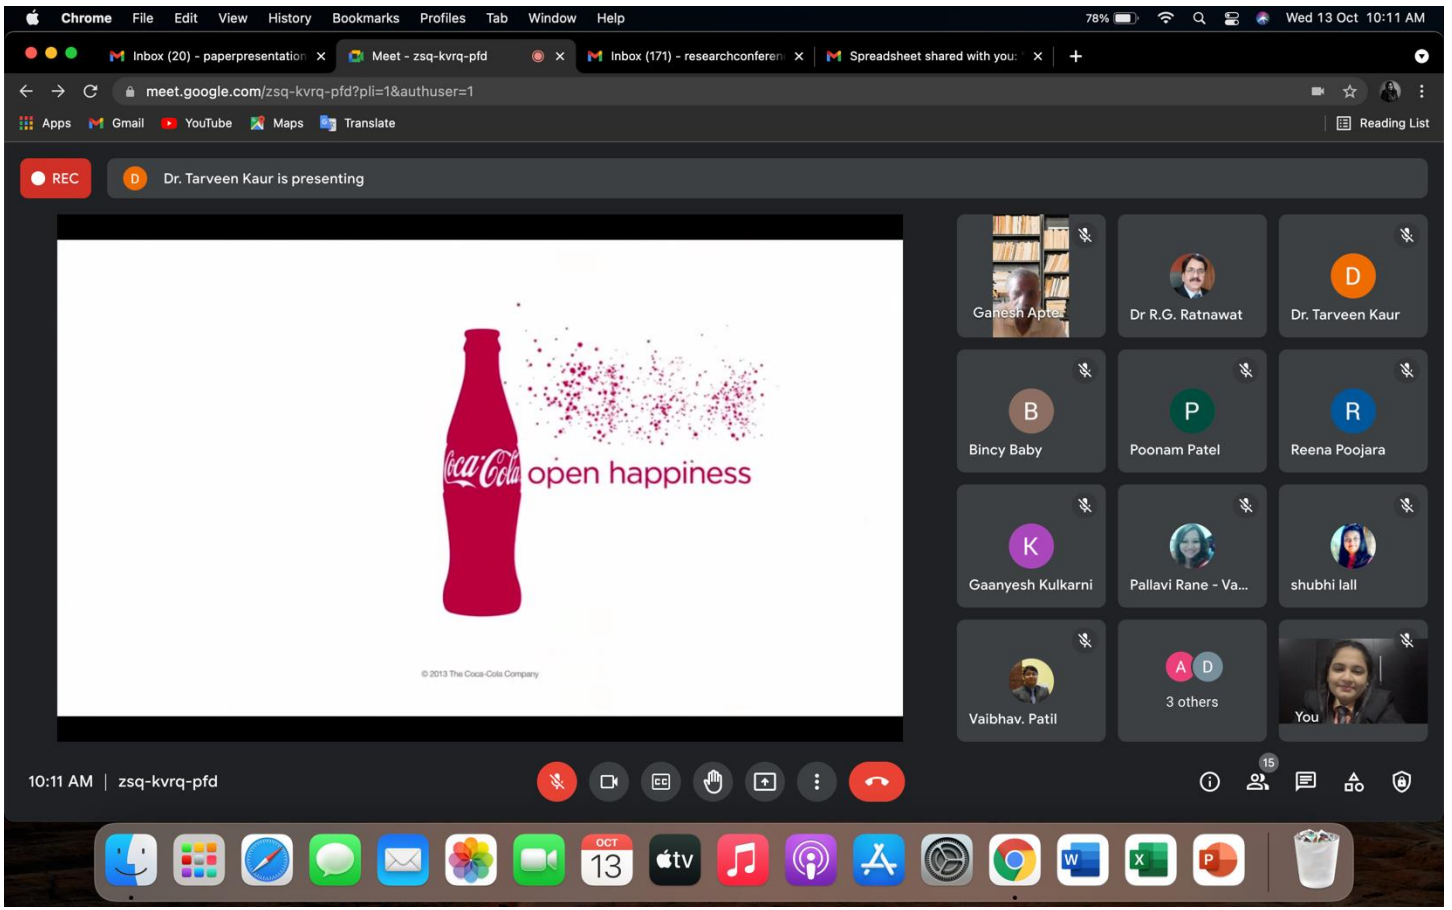 Chrome File Edit View History Bookmarks Profiles Tab Window Help 78% Wed 13 Oct 10:11 AM
Inbox (20) - paperpresentation Meet - zsq-kvrq-pfd Inbox (171) - researchconferen Spreadsheet shared with you:
meet.google.com/zsq-kvrq-pfd?pli=1&authuser=1
Apps Gmail YouTube Maps Translate Reading List
REC D Dr. Tarveen Kaur is presenting
Coca-Cola open happiness
© 2013 The Coca-Cola Company
Ganesh Apte Dr R.G. Ratnawat D Dr. Tarveen Kaur
B P R
Bincy Baby Poonam Patel Reena Poojara
K
Gaanyesh Kulkarni Pallavi Rane - Va... shubhi lall
A D
3 others
Vaibhav. Patil You
10:11 AM | zsq-kvrq-pfd CC 15
OCT
13 tv W X P